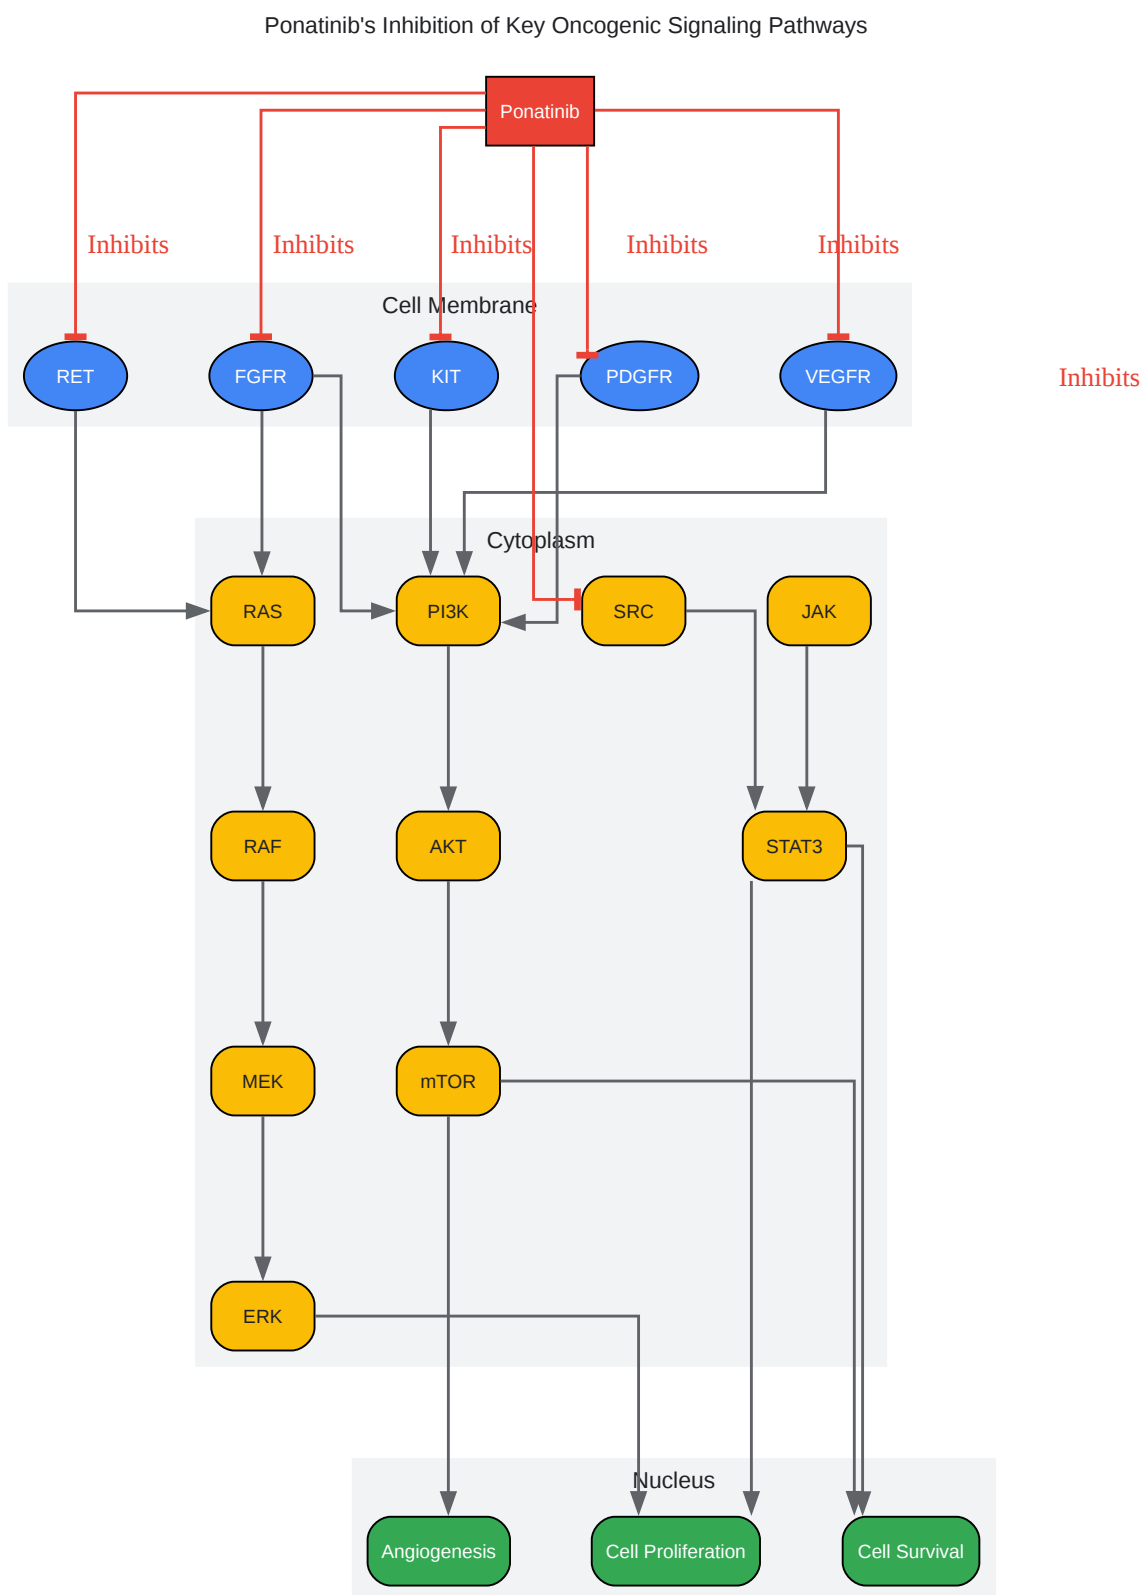 Ponatinib's Inhibition of Key Oncogenic Signaling Pathways
Ponatinib
Inhibits
Inhibits
Inhibits
Inhibits
Inhibits
Cell Membrane
RET
FGFR
KIT
PDGFR
VEGFR
Inhibits
Cytoplasm
RAS
PI3K
SRC
JAK
RAF
AKT
STAT3
MEK
mTOR
ERK
Nucleus
Angiogenesis
Cell Proliferation
Cell Survival